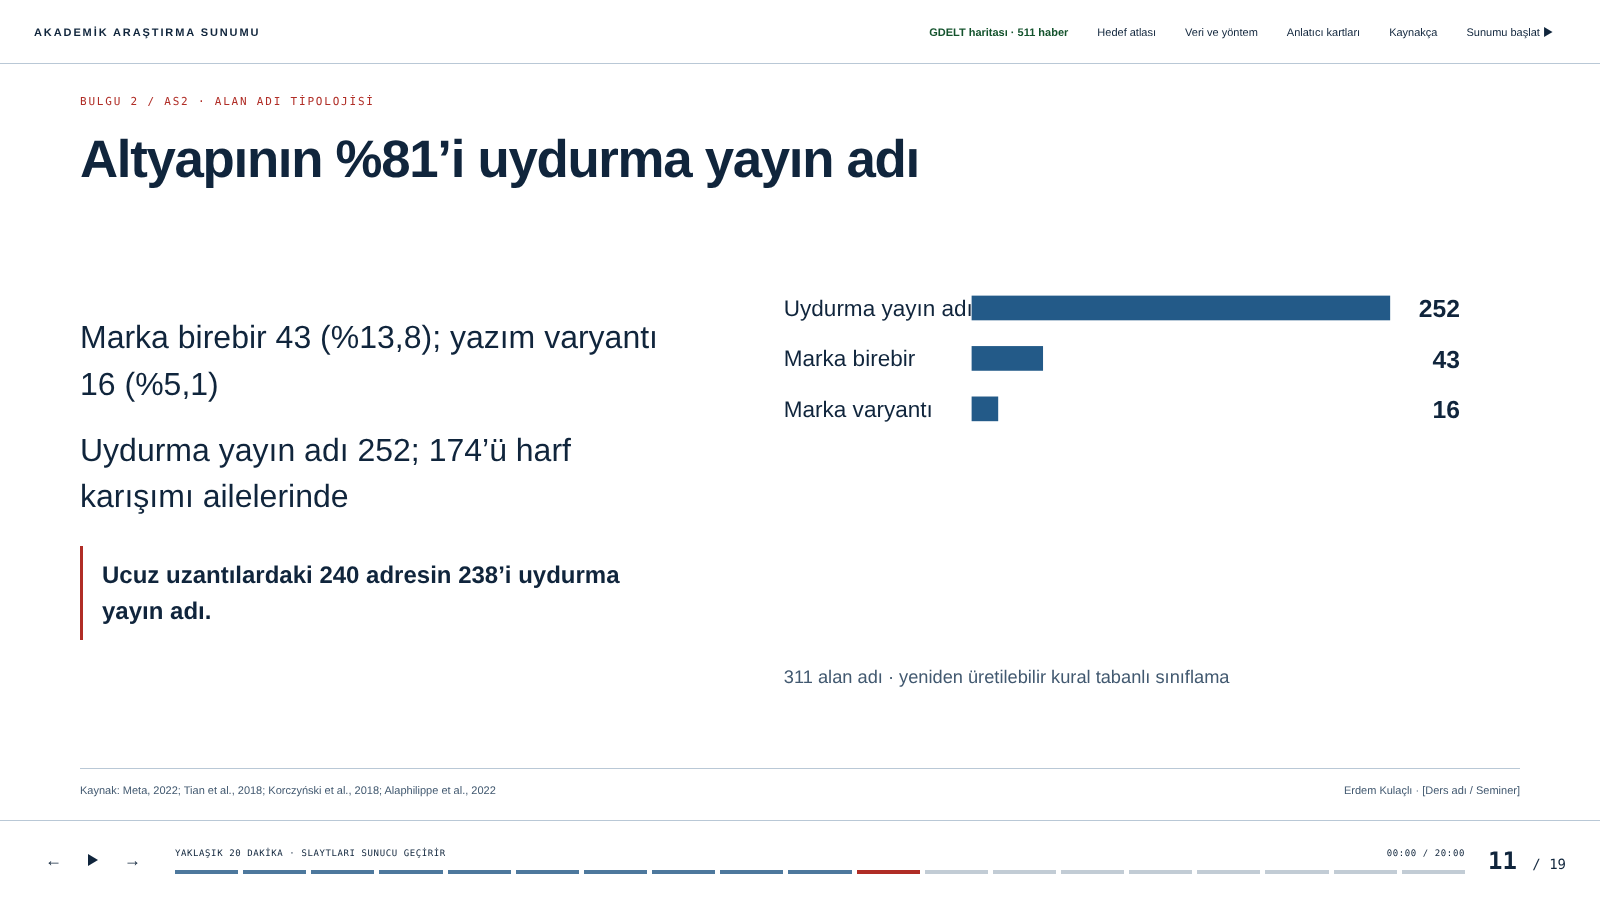 AKADEMİK ARAŞTIRMA SUNUMU
GDELT haritası · 511 haber
Hedef atlası
Veri ve yöntem
Anlatıcı kartları
Kaynakça
Sunumu başlat ▶
BULGU 2 / AS2 · ALAN ADI TİPOLOJİSİ
Altyapının %81’i uydurma yayın adı
Marka birebir 43 (%13,8); yazım varyantı
16 (%5,1)
Uydurma yayın adı 252; 174’ü harf
karışımı ailelerinde
Ucuz uzantılardaki 240 adresin 238’i uydurma
yayın adı.
Uydurma yayın adı 252
Marka birebir 43
Marka varyantı 16
311 alan adı · yeniden üretilebilir kural tabanlı sınıflama
Kaynak: Meta, 2022; Tian et al., 2018; Korczyński et al., 2018; Alaphilippe et al., 2022
Erdem Kulaçlı · [Ders adı / Seminer]
← ▶ →
YAKLAŞIK 20 DAKİKA · SLAYTLARI SUNUCU GEÇİRİR
00:00 / 20:00
11 / 19